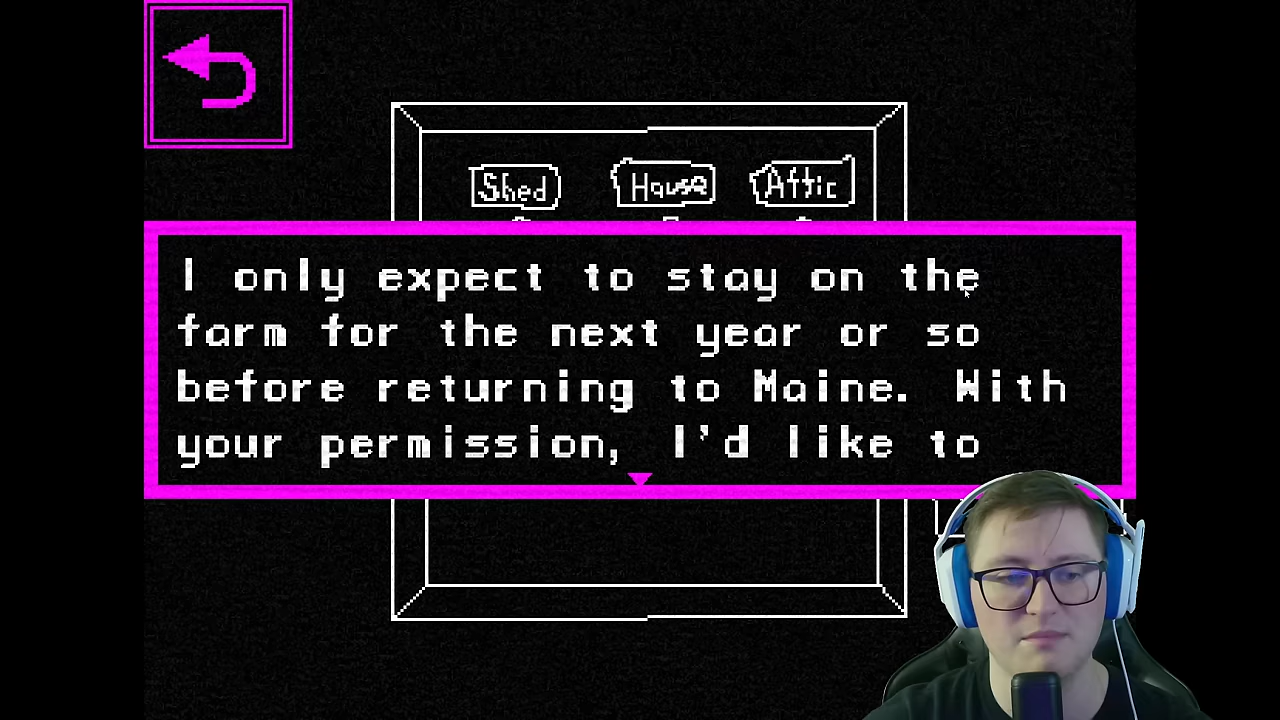 Shed House Attic
I only expect to stay on the
farm for the next year or so
before returning to Maine. With
your permission, I'd like to